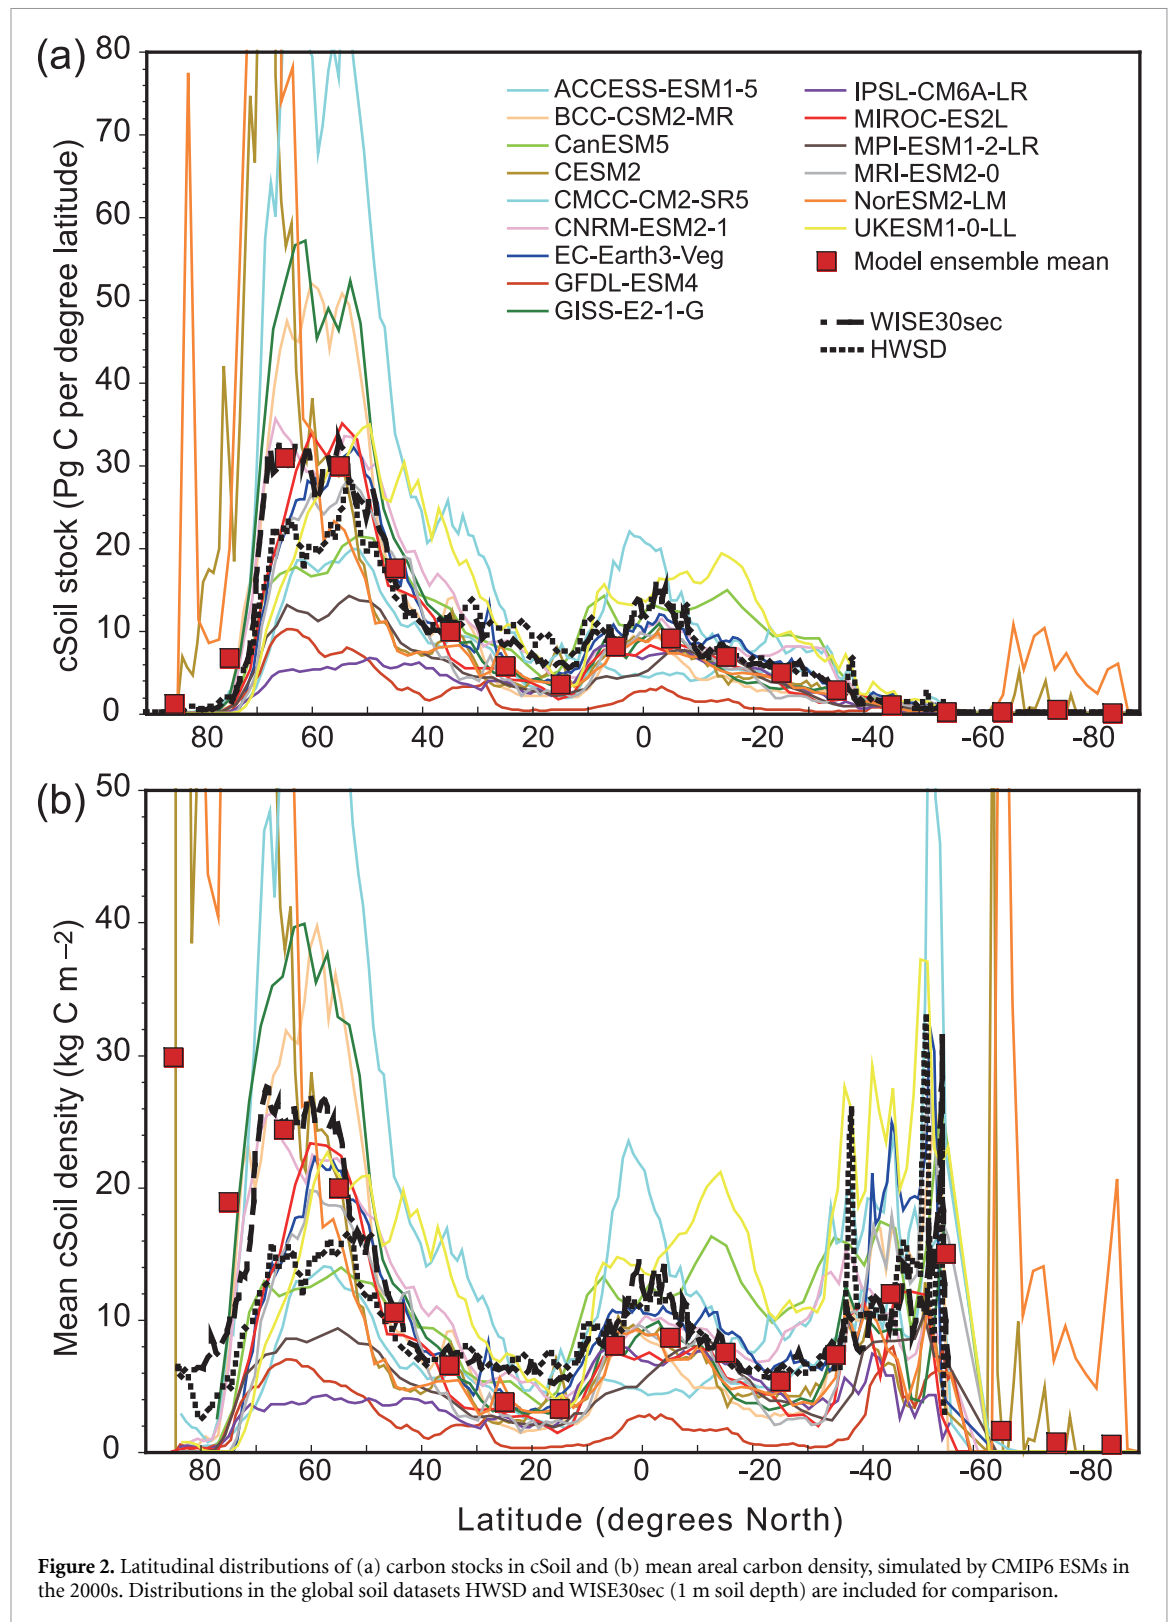 (a)
80
70
60
50
40
30
20
10
0
cSoil stock (Pg C per degree latitude)
ACCESS-ESM1-5
BCC-CSM2-MR
CanESM5
CESM2
CMCC-CM2-SR5
CNRM-ESM2-1
EC-Earth3-Veg
GFDL-ESM4
GISS-E2-1-G
IPSL-CM6A-LR
MIROC-ES2L
MPI-ESM1-2-LR
MRI-ESM2-0
NorESM2-LM
UKESM1-0-LL
Model ensemble mean
WISE30sec
HWSD
80 60 40 20 0 -20 -40 -60 -80
(b)
50
40
30
20
10
0
Mean cSoil density (kg C m −2)
80 60 40 20 0 -20 -40 -60 -80
Latitude (degrees North)
Figure 2. Latitudinal distributions of (a) carbon stocks in cSoil and (b) mean areal carbon density, simulated by CMIP6 ESMs in
the 2000s. Distributions in the global soil datasets HWSD and WISE30sec (1 m soil depth) are included for comparison.